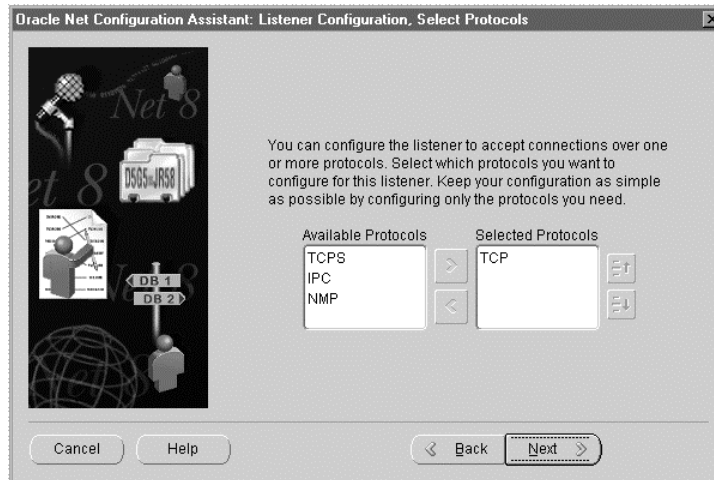 Oracle Net Configuration Assistant: Listener Configuration, Select Protocols
Net 8
et 8
D5G5=JR58
DB 1
DB 2
Net 8
You can configure the listener to accept connections over one
or more protocols. Select which protocols you want to
configure for this listener. Keep your configuration as simple
as possible by configuring only the protocols you need.
Available Protocols
Selected Protocols
TCPS
IPC
NMP
TCP
Cancel
Help
Back
Next